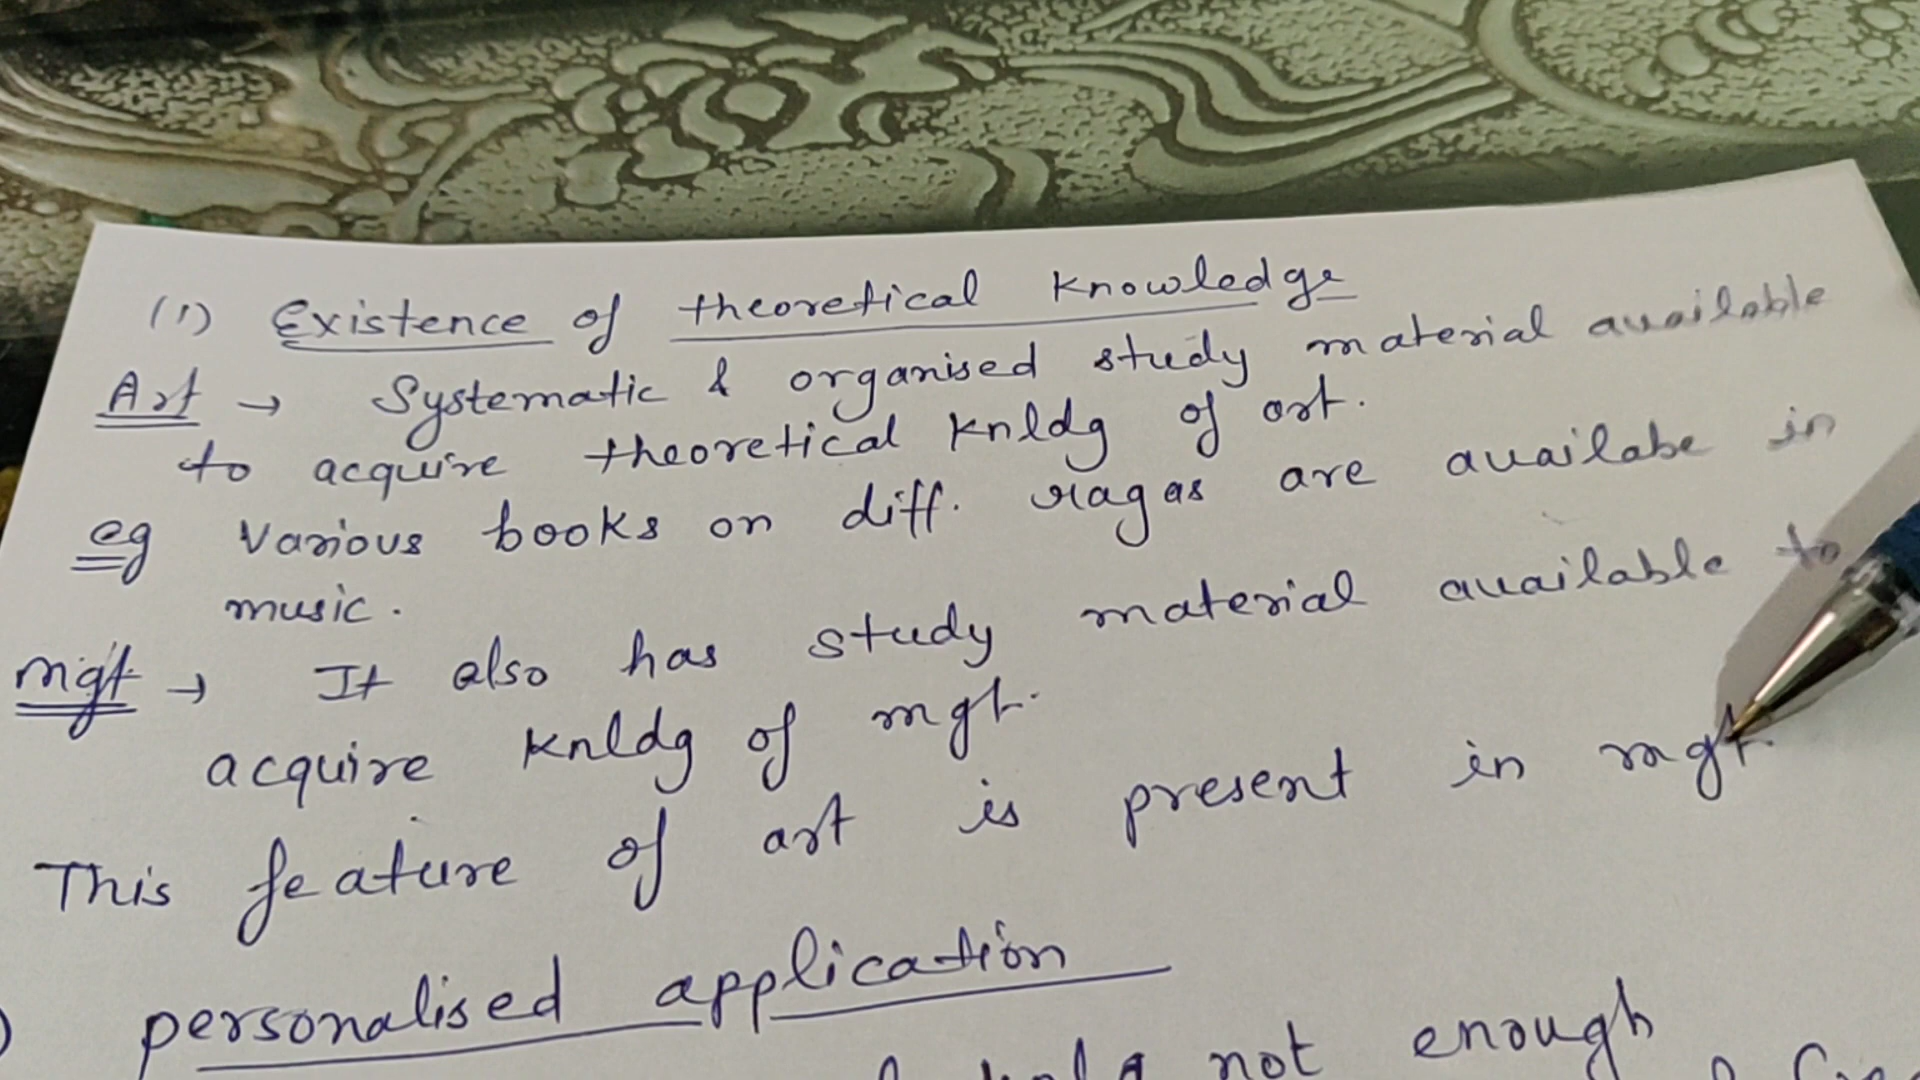 (1) Existence of theoretical knowledge
Art → Systematic & organised study material available
to acquire theoretical knldg of art.
eg Various books on diff. ragas are availabe in
music.
mgt → It also has study material available to
acquire knldg of mgt.
This feature of art is present in mgt.
) personalised application
not enough